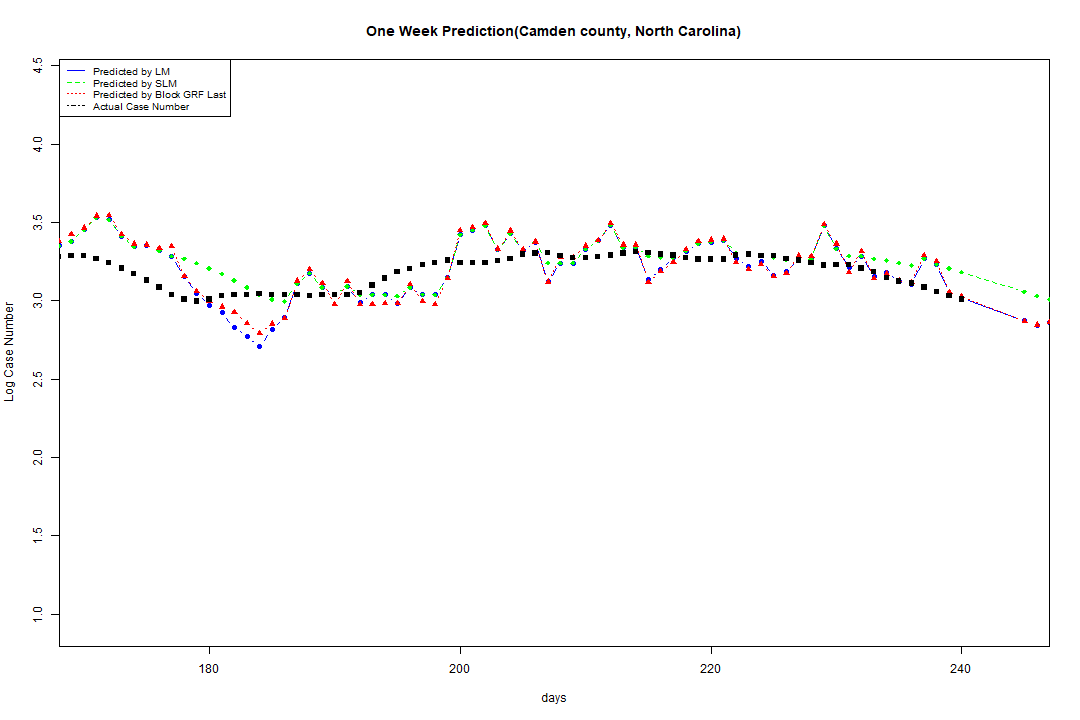 One Week Prediction(Camden county, North Carolina)
Predicted by LM
Predicted by SLM
Predicted by Block GRF Last
Actual Case Number
4.5
4.0
3.5
3.0
2.5
2.0
1.5
1.0
Log Case Number
180
200
220
240
days